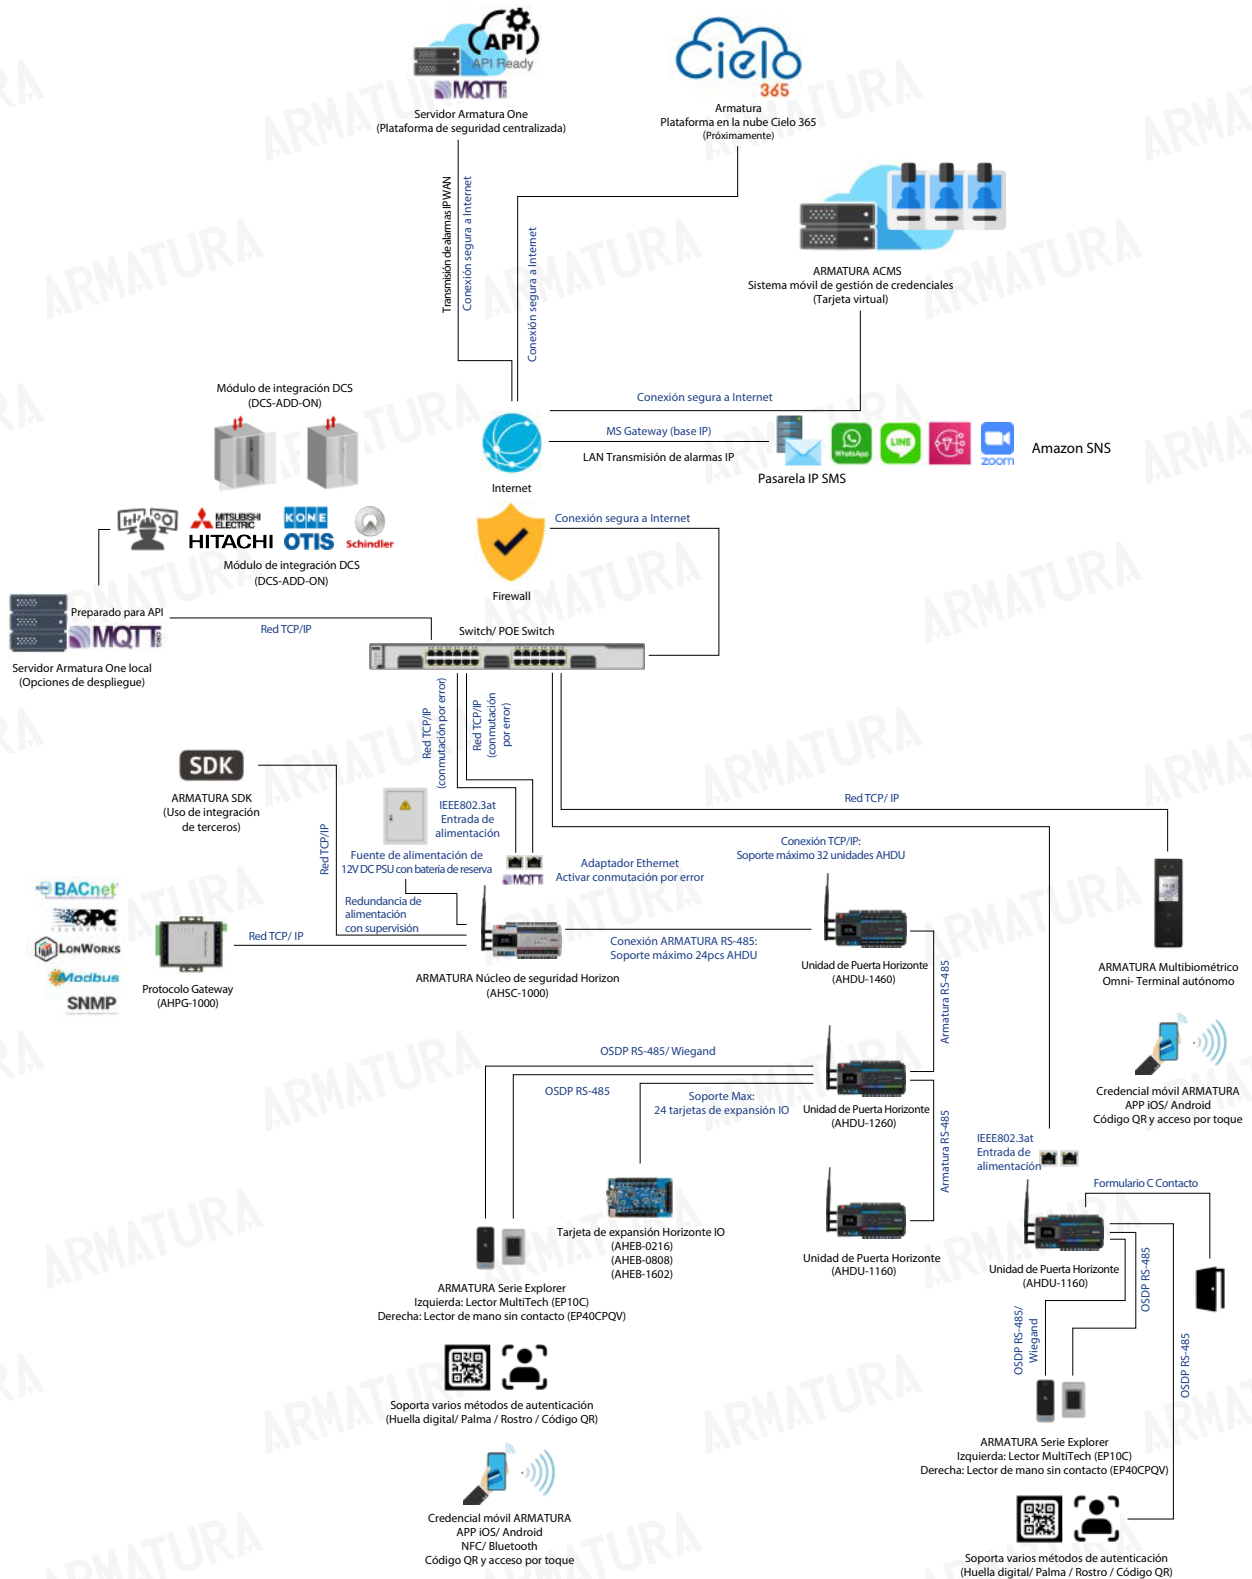 API
API Ready
MQTT
Servidor Armatura One
(Plataforma de seguridad centralizada)
Cielo
365
Armatura
Plataforma en la nube Cielo 365
(Próximamente)
Transmisión de alarmas IP WAN
Conexión segura a Internet
Conexión segura a Internet
ARMATURA ACMS
Sistema móvil de gestión de credenciales
(Tarjeta virtual)
Conexión segura a Internet
Módulo de integración DCS
(DCS-ADD-ON)
MS Gateway (base IP)
LAN Transmisión de alarmas IP
Internet
WhatsApp
LINE
zoom
Amazon SNS
Pasarela IP SMS
MITSUBISHI
ELECTRIC
KONE
HITACHI
OTIS
Schindler
Módulo de integración DCS
(DCS-ADD-ON)
Conexión segura a Internet
Firewall
Preparado para API
MQTT
Servidor Armatura One local
(Opciones de despliegue)
Red TCP/IP
Switch/ POE Switch
Red TCP/IP
(conmutación por error)
Red TCP/IP
(conmutación
por error)
SDK
ARMATURA SDK
(Uso de integración
de terceros)
Red TCP/IP
IEEE802.3at
Entrada de
alimentación
Fuente de alimentación de
12V DC PSU con batería de reserva
MQTT
Adaptador Ethernet
Activar conmutación por error
Redundancia de
alimentación
con supervisión
Red TCP/ IP
Conexión TCP/IP:
Soporte máximo 32 unidades AHDU
BACnet
OPC
FOUNDATION
LONWORKS
Modbus
SNMP
Protocolo Gateway
(AHPG-1000)
Red TCP/ IP
ARMATURA Núcleo de seguridad Horizon
(AHSC-1000)
Conexión ARMATURA RS-485:
Soporte máximo 24pcs AHDU
Unidad de Puerta Horizonte
(AHDU-1460)
Armatura RS-485
ARMATURA Multibiométrico
Omni- Terminal autónomo
OSDP RS-485/ Wiegand
OSDP RS-485
Soporte Max:
24 tarjetas de expansión IO
Unidad de Puerta Horizonte
(AHDU-1260)
Armatura RS-485
Credencial móvil ARMATURA
APP iOS/ Android
Código QR y acceso por toque
IEEE802.3at
Entrada de
alimentación
Formulario C Contacto
Tarjeta de expansión Horizonte IO
(AHEB-0216)
(AHEB-0808)
(AHEB-1602)
Unidad de Puerta Horizonte
(AHDU-1160)
Unidad de Puerta Horizonte
(AHDU-1160)
ARMATURA Serie Explorer
Izquierda: Lector MultiTech (EP10C)
Derecha: Lector de mano sin contacto (EP40CPQV)
OSDP RS-485/
Wiegand
OSDP RS-485
OSDP RS-485
Soporta varios métodos de autenticación
(Huella digital/ Palma / Rostro / Código QR)
ARMATURA Serie Explorer
Izquierda: Lector MultiTech (EP10C)
Derecha: Lector de mano sin contacto (EP40CPQV)
Credencial móvil ARMATURA
APP iOS/ Android
NFC/ Bluetooth
Código QR y acceso por toque
Soporta varios métodos de autenticación
(Huella digital/ Palma / Rostro / Código QR)
ARMATURA